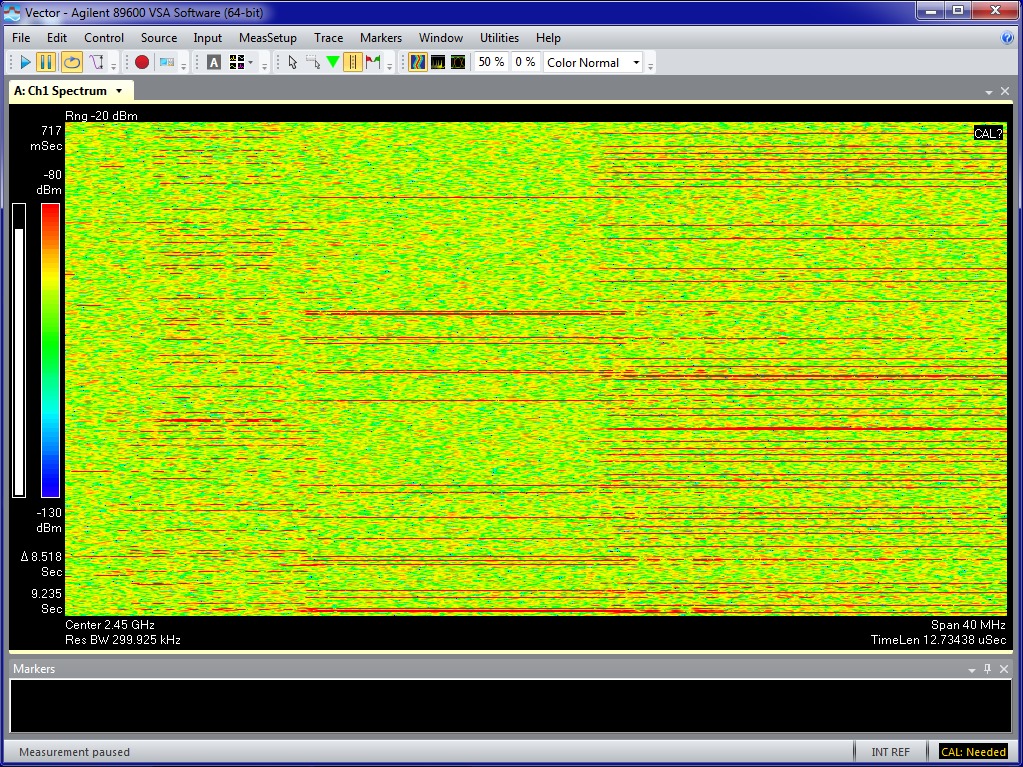 Vector - Agilent 89600 VSA Software (64-bit)
File Edit Control Source Input MeasSetup Trace Markers Window Utilities Help
A 50 % 0 % Color Normal
A: Ch1 Spectrum
Rng -20 dBm
717
mSec
CAL?
-80
dBm
-130
dBm
Δ 8.518
Sec
9.235
Sec
Center 2.45 GHz Span 40 MHz
Res BW 299.925 kHz TimeLen 12.73438 uSec
Markers
Measurement paused INT REF CAL: Needed